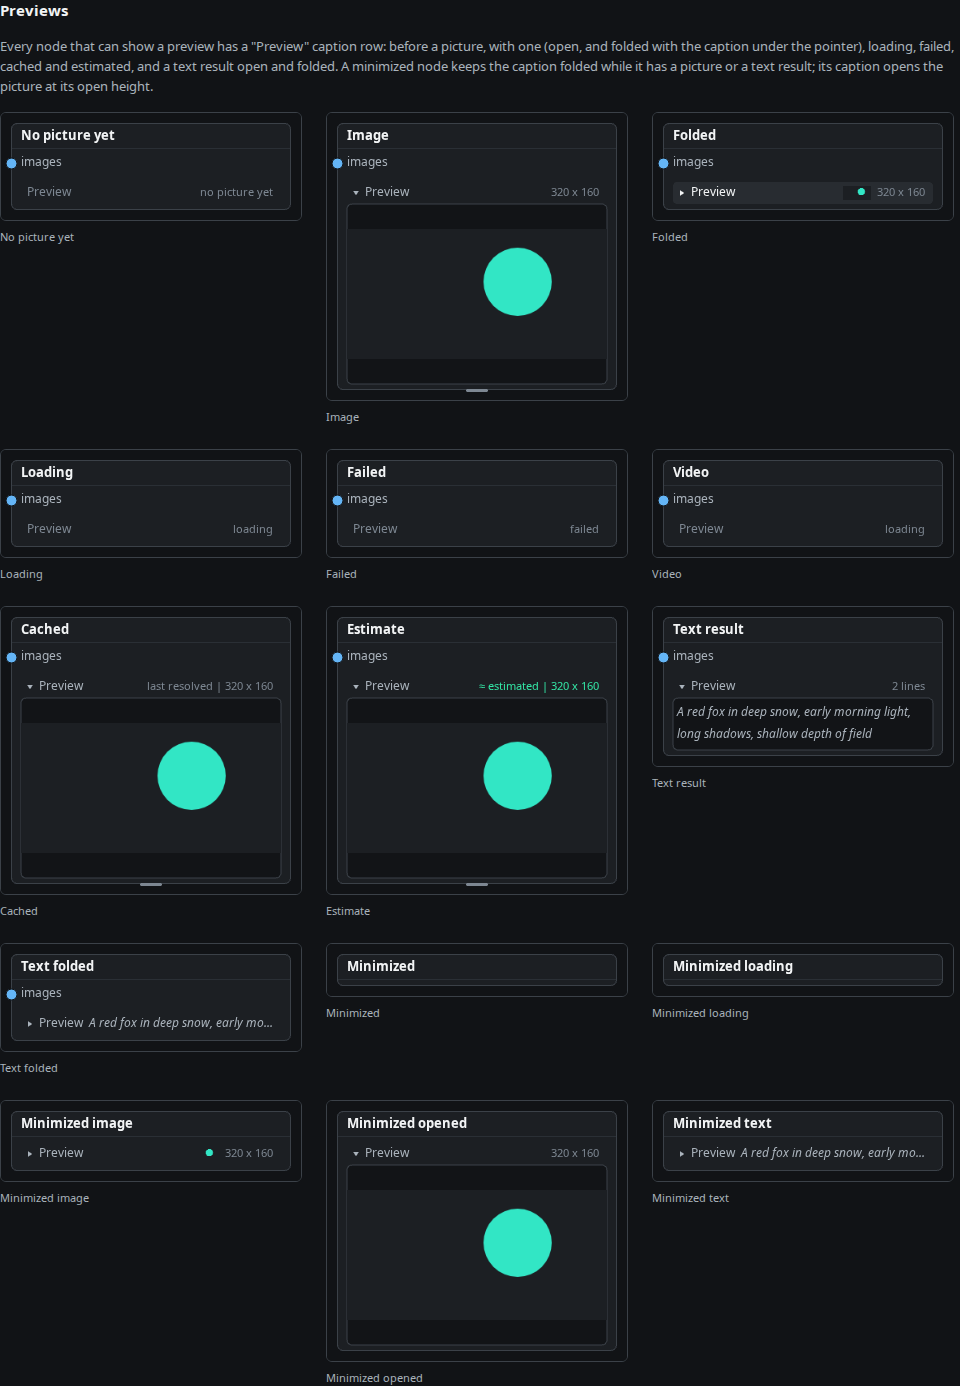 Previews
Every node that can show a preview has a "Preview" caption row: before a picture, with one (open, and folded with the caption under the pointer), loading, failed,
cached and estimated, and a text result open and folded. A minimized node keeps the caption folded while it has a picture or a text result; its caption opens the
picture at its open height.
No picture yet
images
Preview no picture yet
No picture yet
Image
images
Preview 320 x 160
Image
Folded
images
Preview 320 x 160
Folded
Loading
images
Preview loading
Loading
Failed
images
Preview failed
Failed
Video
images
Preview loading
Video
Cached
images
Preview last resolved | 320 x 160
Cached
Estimate
images
Preview ≈ estimated | 320 x 160
Estimate
Text result
images
Preview 2 lines
A red fox in deep snow, early morning light,
long shadows, shallow depth of field
Text result
Text folded
images
Preview A red fox in deep snow, early mo...
Text folded
Minimized
Minimized
Minimized loading
Minimized loading
Minimized image
Preview 320 x 160
Minimized image
Minimized opened
Preview 320 x 160
Minimized opened
Minimized text
Preview A red fox in deep snow, early mo...
Minimized text